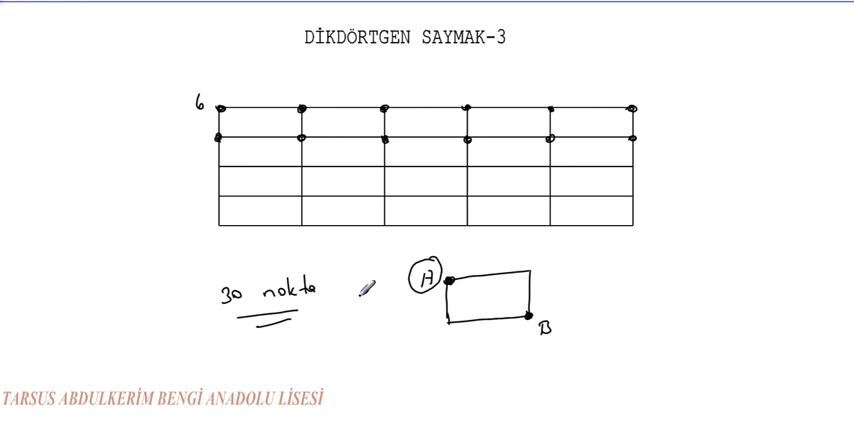 DİKDÖRTGEN SAYMAK-3
6
30 nokta
A
B
TARSUS ABDULKERİM BENGİ ANADOLU LİSESİ